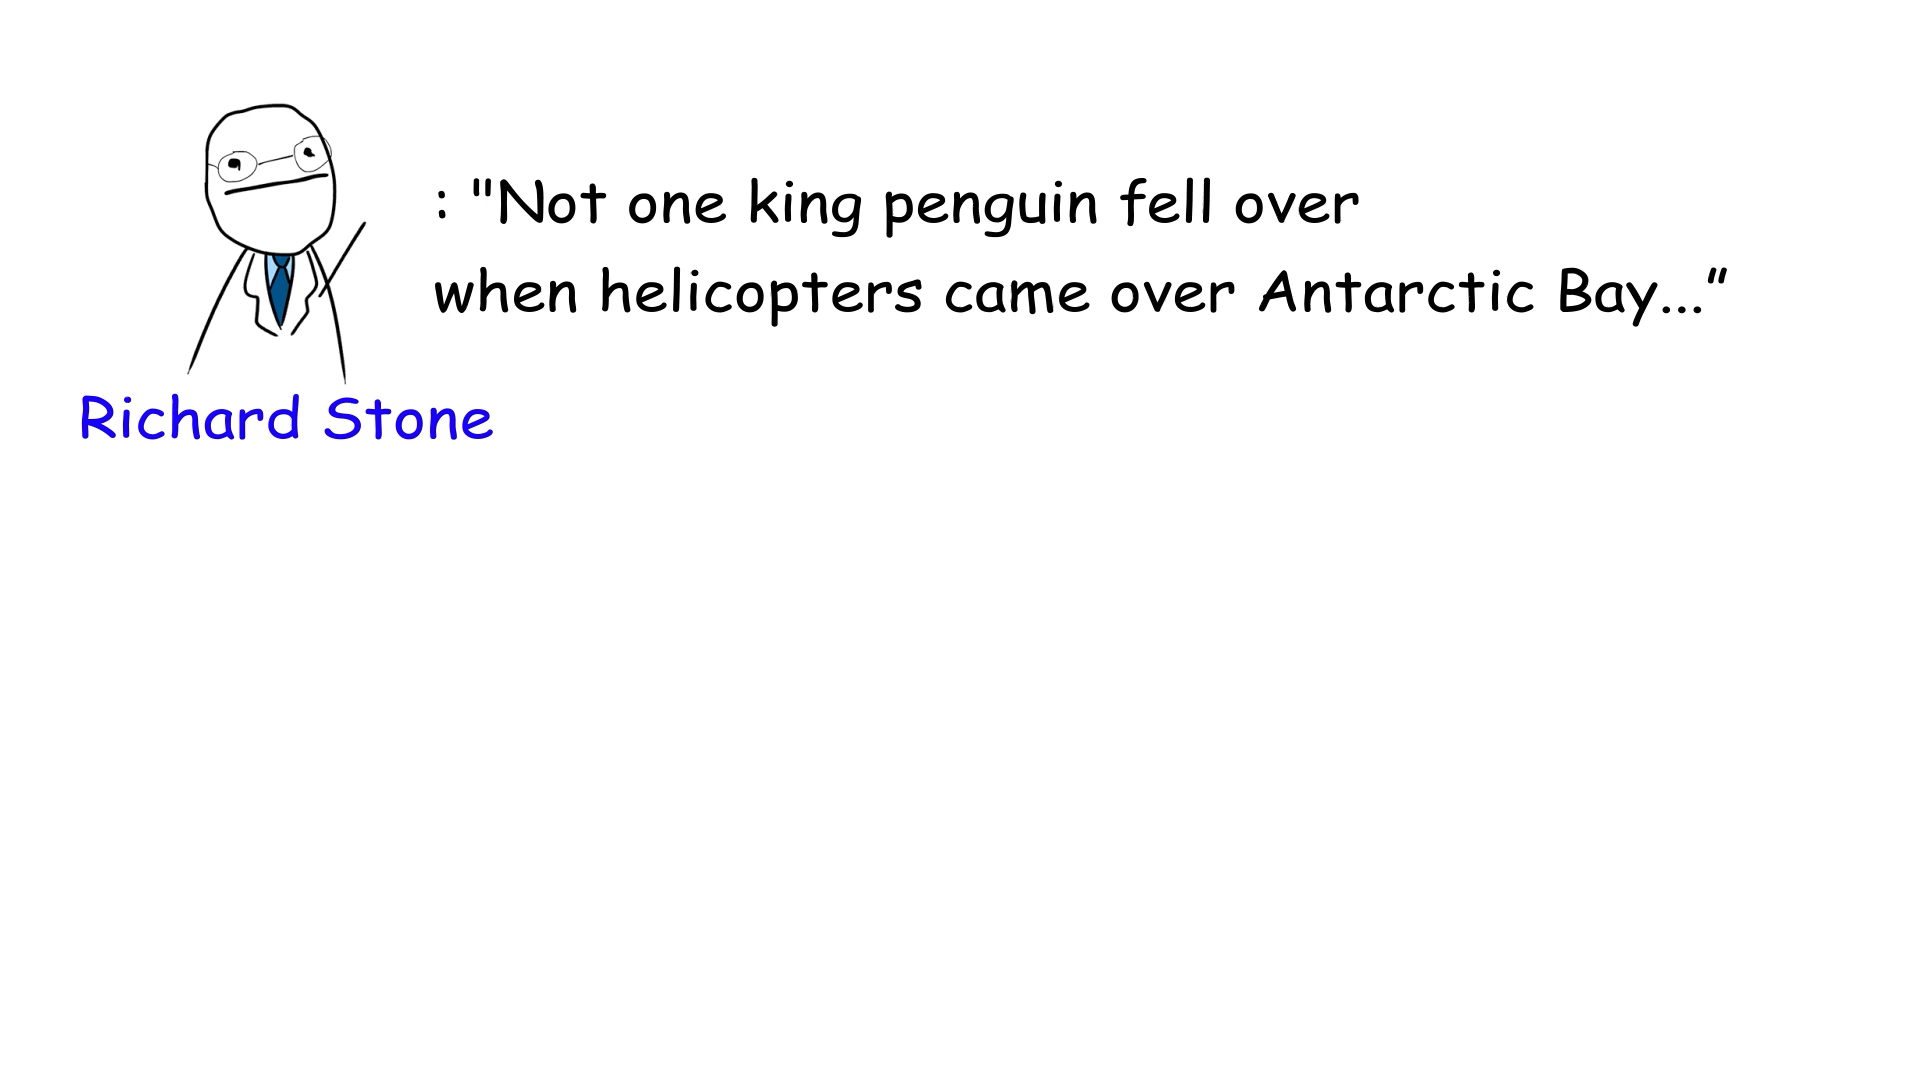 : "Not one king penguin fell over
when helicopters came over Antarctic Bay...”
Richard Stone